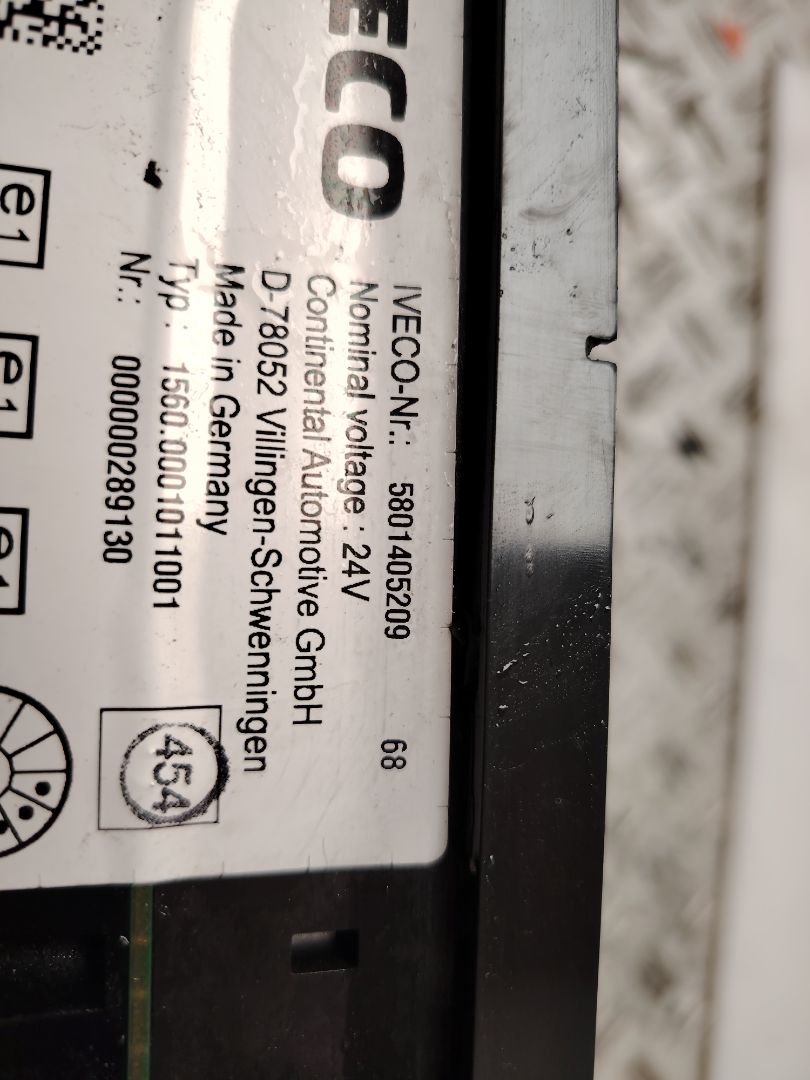 ECO
IVECO-Nr.: 5801405209 68
Nominal voltage : 24V
Continental Automotive GmbH
D-78052 Villingen-Schwenningen
Made in Germany
Typ : 1560.0001011001
Nr.: 000000289130
454
e1
e1
e1